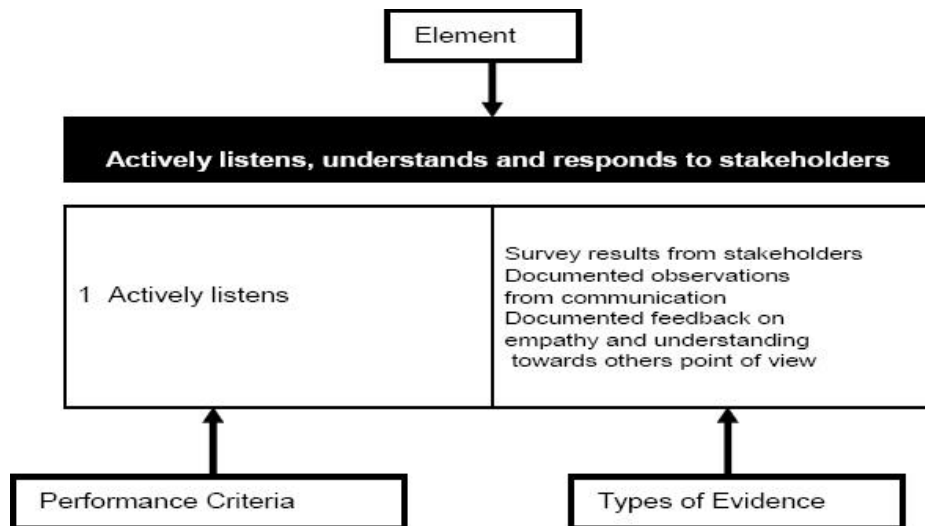 Element
Actively listens, understands and responds to stakeholders
1 Actively listens
Survey results from stakeholders
Documented observations
from communication
Documented feedback on
empathy and understanding
towards others point of view
Performance Criteria
Types of Evidence